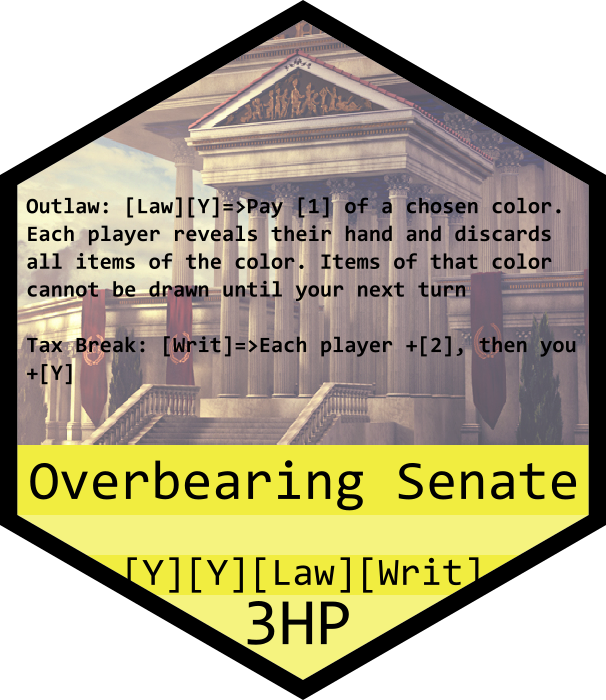 Outlaw: [Law][Y]=>Pay [1] of a chosen color.
Each player reveals their hand and discards
all items of the color. Items of that color
cannot be drawn until your next turn
Tax Break: [Writ]=>Each player +[2], then you
+[Y]
Overbearing Senate
[Y][Y][Law][Writ]
3HP